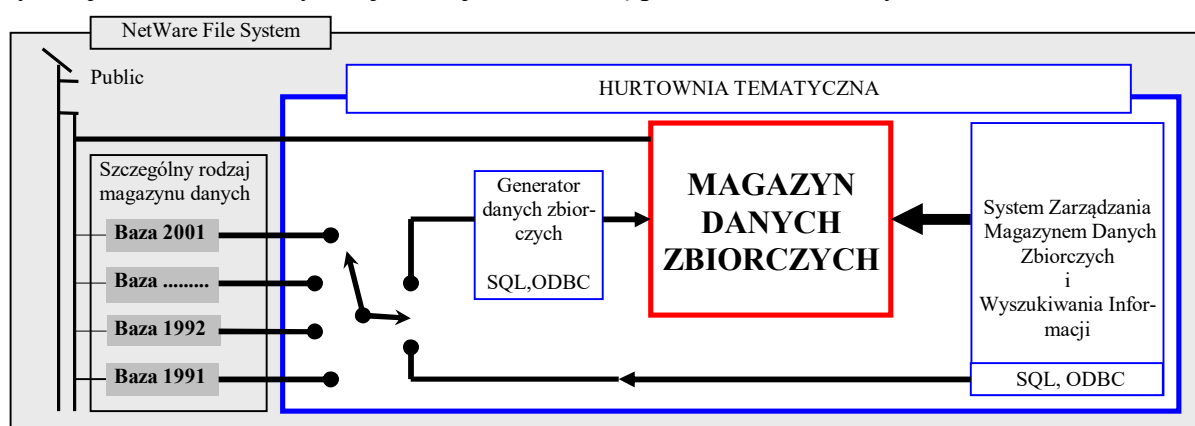 NetWare File System
Public
HURTOWNIA TEMATYCZNA
Szczególny rodzaj
magazynu danych
Baza 2001
Baza .........
Baza 1992
Baza 1991
Generator
danych zbior-
czych
SQL,ODBC
MAGAZYN
DANYCH
ZBIORCZYCH
System Zarządzania
Magazynem Danych
Zbiorczych
i
Wyszukiwania Infor-
macji
SQL, ODBC